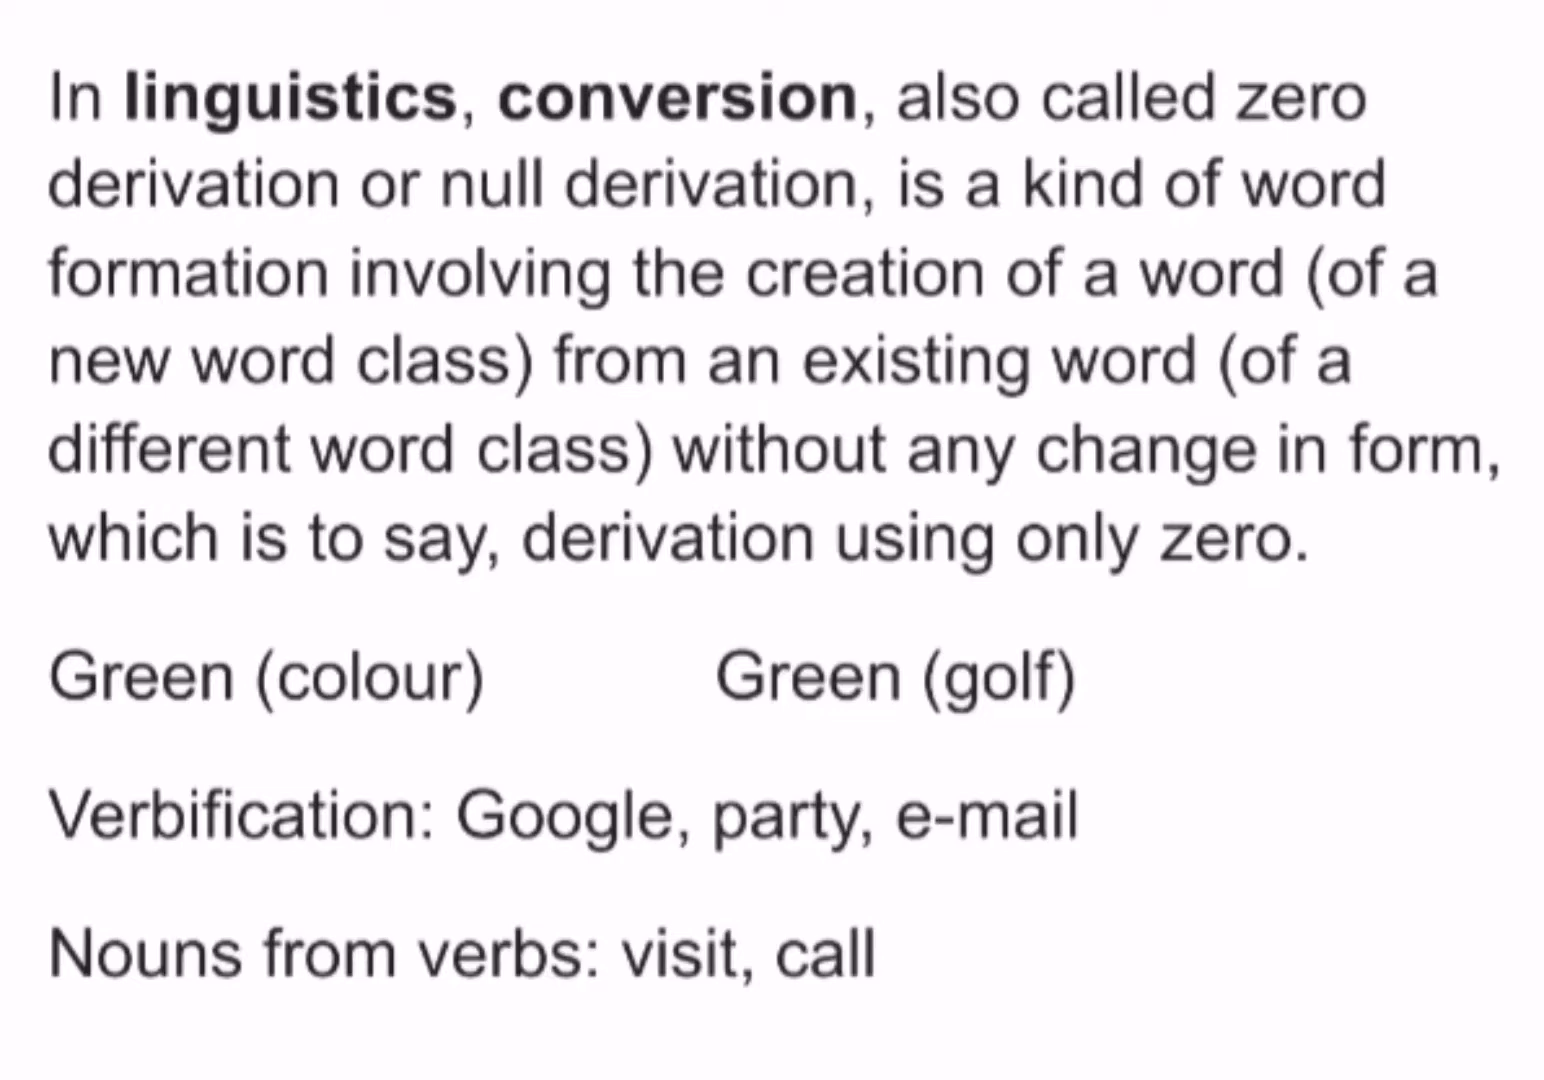 In linguistics, conversion, also called zero
derivation or null derivation, is a kind of word
formation involving the creation of a word (of a
new word class) from an existing word (of a
different word class) without any change in form,
which is to say, derivation using only zero.
Green (colour) Green (golf)
Verbification: Google, party, e-mail
Nouns from verbs: visit, call